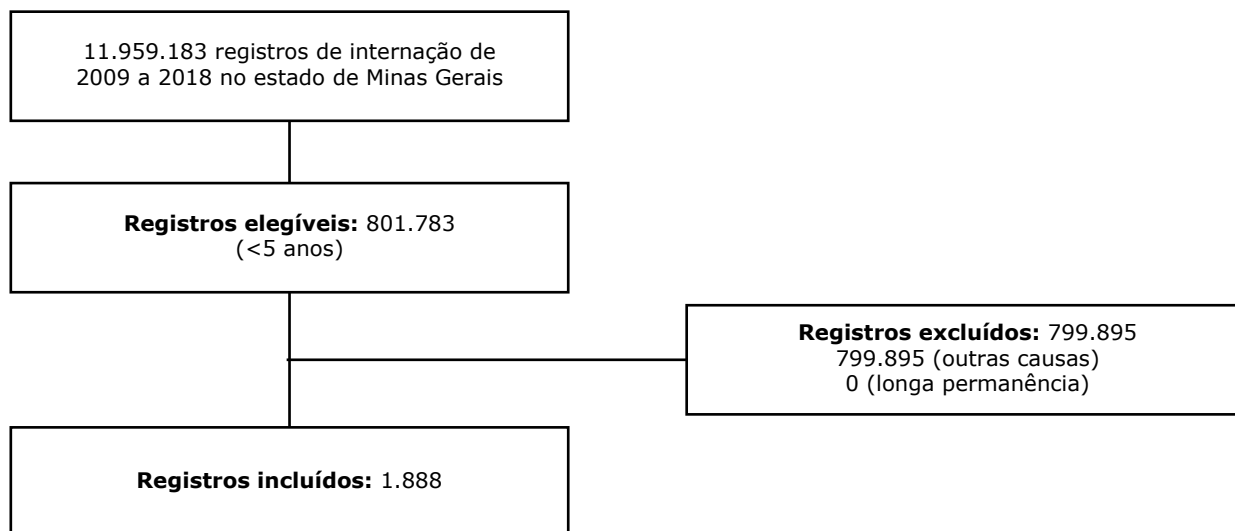 11.959.183 registros de internação de
2009 a 2018 no estado de Minas Gerais
Registros elegíveis: 801.783
(<5 anos)
Registros excluídos: 799.895
799.895 (outras causas)
0 (longa permanência)
Registros incluídos: 1.888